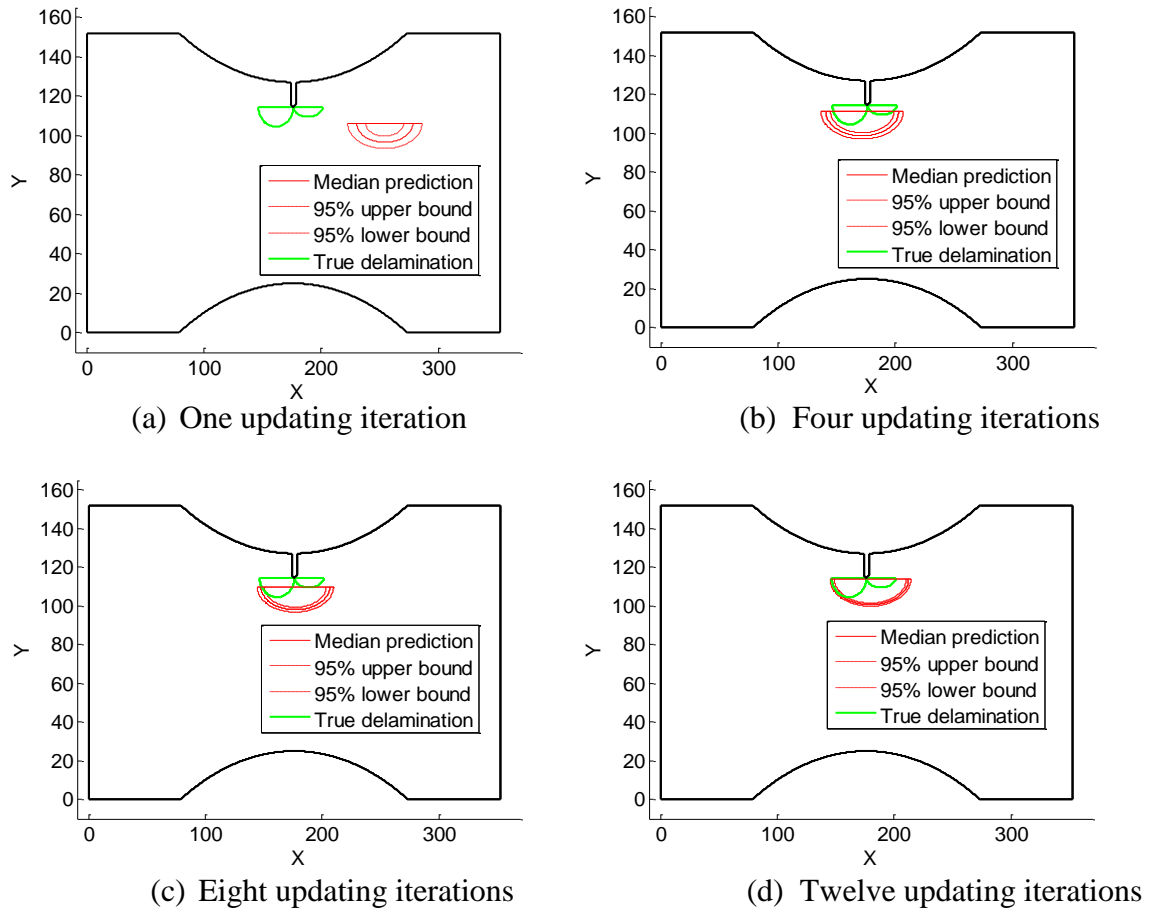 160
140
120
100
80
60
40
20
0
Y
0 100 200 300
X
Median prediction
95% upper bound
95% lower bound
True delamination
(a) One updating iteration
160
140
120
100
80
60
40
20
0
Y
0 100 200 300
X
Median prediction
95% upper bound
95% lower bound
True delamination
(b) Four updating iterations
160
140
120
100
80
60
40
20
0
Y
0 100 200 300
X
Median prediction
95% upper bound
95% lower bound
True delamination
(c) Eight updating iterations
160
140
120
100
80
60
40
20
0
Y
0 100 200 300
X
Median prediction
95% upper bound
95% lower bound
True delamination
(d) Twelve updating iterations